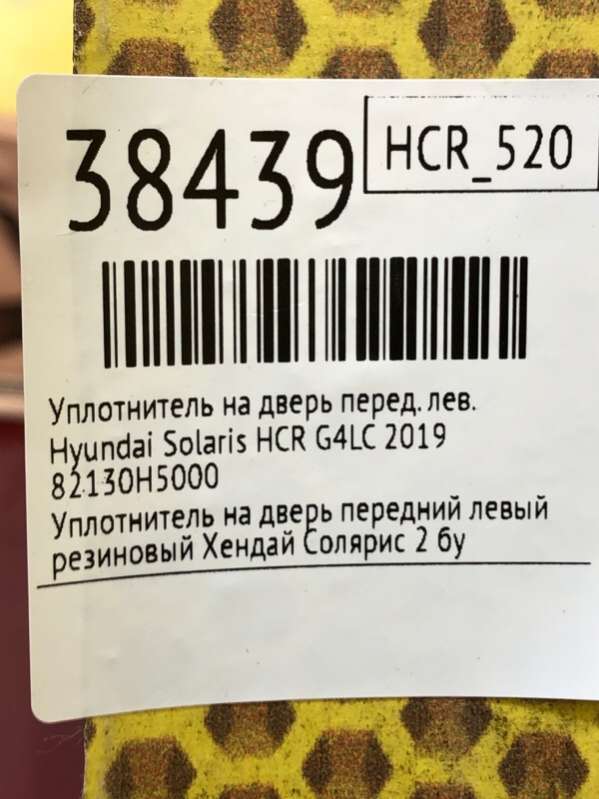 38439
HCR_520
Уплотнитель на дверь перед. лев.
Hyundai Solaris HCR G4LC 2019
82130H5000
Уплотнитель на дверь передний левый
резиновый Хендай Солярис 2 бу